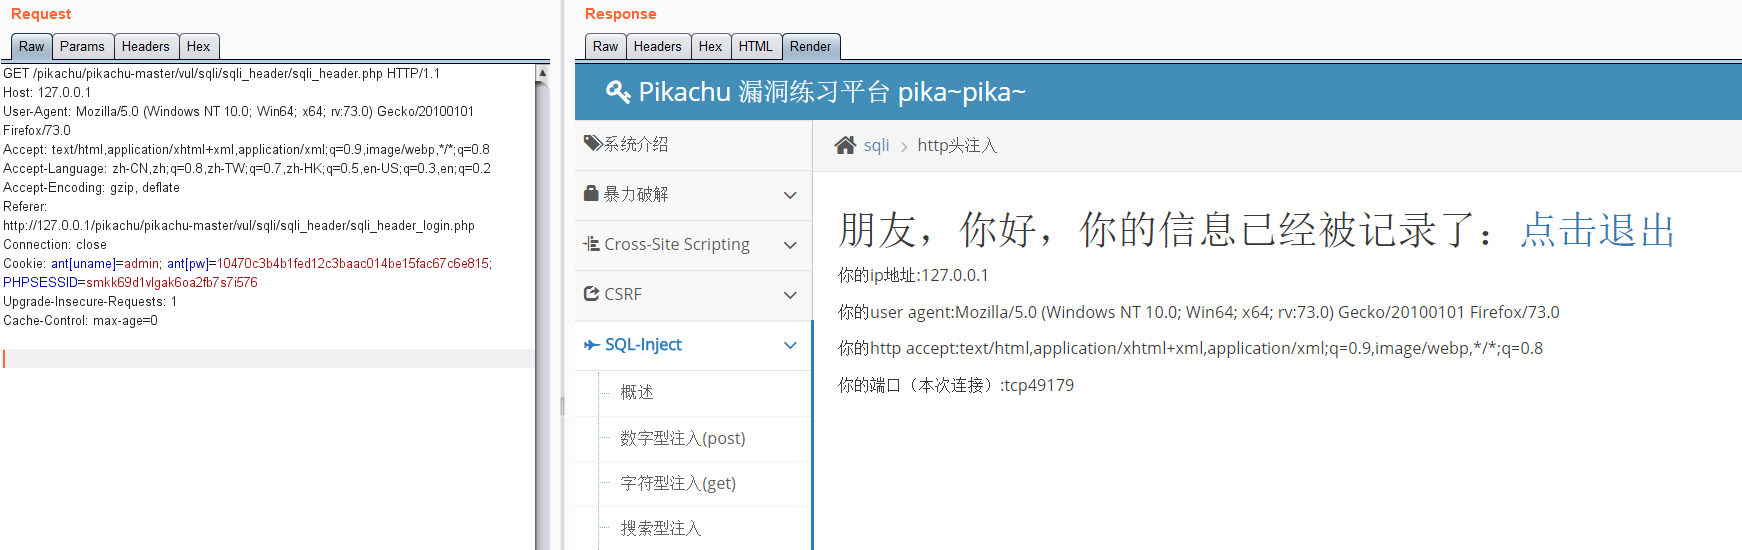 Request
Raw Params Headers Hex
GET /pikachu/pikachu-master/vul/sqli/sqli_header/sqli_header.php HTTP/1.1
Host: 127.0.0.1
User-Agent: Mozilla/5.0 (Windows NT 10.0; Win64; x64; rv:73.0) Gecko/20100101
Firefox/73.0
Accept: text/html,application/xhtml+xml,application/xml;q=0.9,image/webp,*/*;q=0.8
Accept-Language: zh-CN,zh;q=0.8,zh-TW;q=0.7,zh-HK;q=0.5,en-US;q=0.3,en;q=0.2
Accept-Encoding: gzip, deflate
Referer:
http://127.0.0.1/pikachu/pikachu-master/vul/sqli/sqli_header/sqli_header_login.php
Connection: close
Cookie: ant[uname]=admin; ant[pw]=10470c3b4b1fed12c3baac014be15fac67c6e815;
PHPSESSID=smkk69d1vlgak6oa2fb7s7i576
Upgrade-Insecure-Requests: 1
Cache-Control: max-age=0
Response
Raw Headers Hex HTML Render
Pikachu 漏洞练习平台 pika~pika~
系统介绍
暴力破解
Cross-Site Scripting
CSRF
SQL-Inject
概述
数字型注入(post)
字符型注入(get)
搜索型注入
sqli > http头注入
朋友，你好，你的信息已经被记录了：点击退出
你的ip地址:127.0.0.1
你的user agent:Mozilla/5.0 (Windows NT 10.0; Win64; x64; rv:73.0) Gecko/20100101 Firefox/73.0
你的http accept:text/html,application/xhtml+xml,application/xml;q=0.9,image/webp,*/*;q=0.8
你的端口（本次连接）:tcp49179